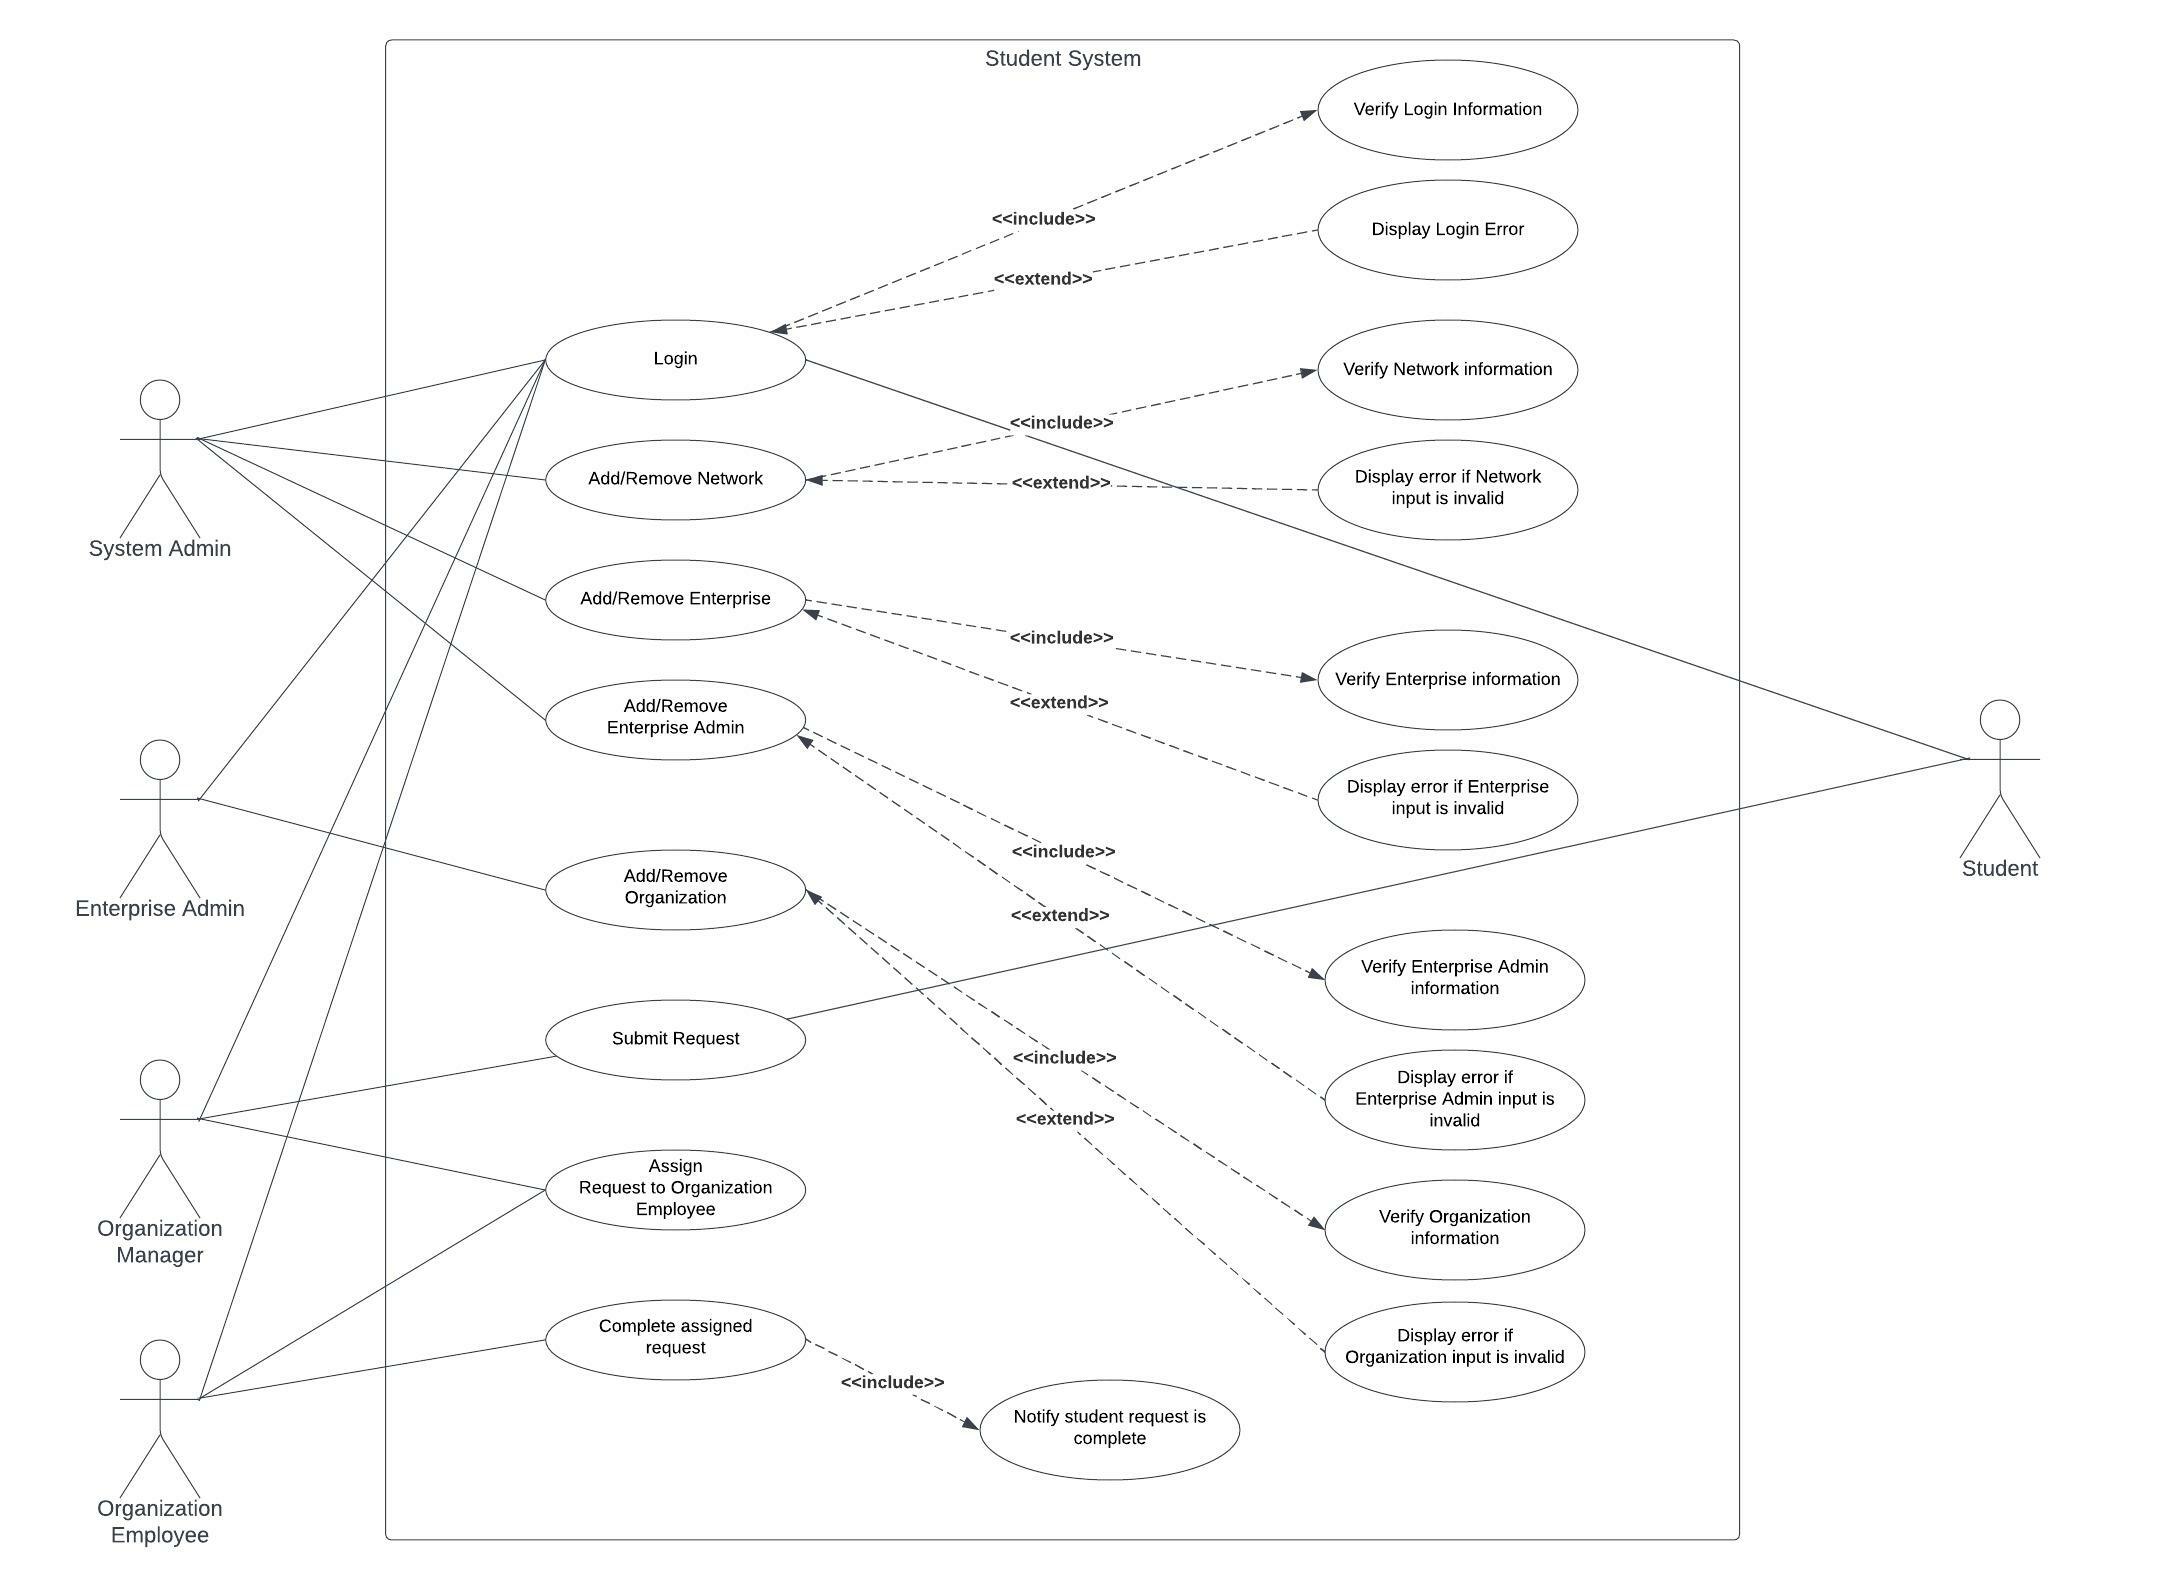 Student System
Verify Login Information
<<include>>
Display Login Error
<<extend>>
Login
Verify Network information
<<include>>
Add/Remove Network
<<extend>>
Display error if Network
input is invalid
System Admin
Add/Remove Enterprise
<<include>>
Verify Enterprise information
<<extend>>
Add/Remove
Enterprise Admin
Display error if Enterprise
input is invalid
Student
<<include>>
Enterprise Admin
Add/Remove
Organization
<<extend>>
Verify Enterprise Admin
information
Submit Request
<<include>>
Display error if
Enterprise Admin input is
invalid
<<extend>>
Assign
Request to Organization
Employee
Organization
Manager
Verify Organization
information
Complete assigned
request
Display error if
Organization input is invalid
<<include>>
Notify student request is
complete
Organization
Employee